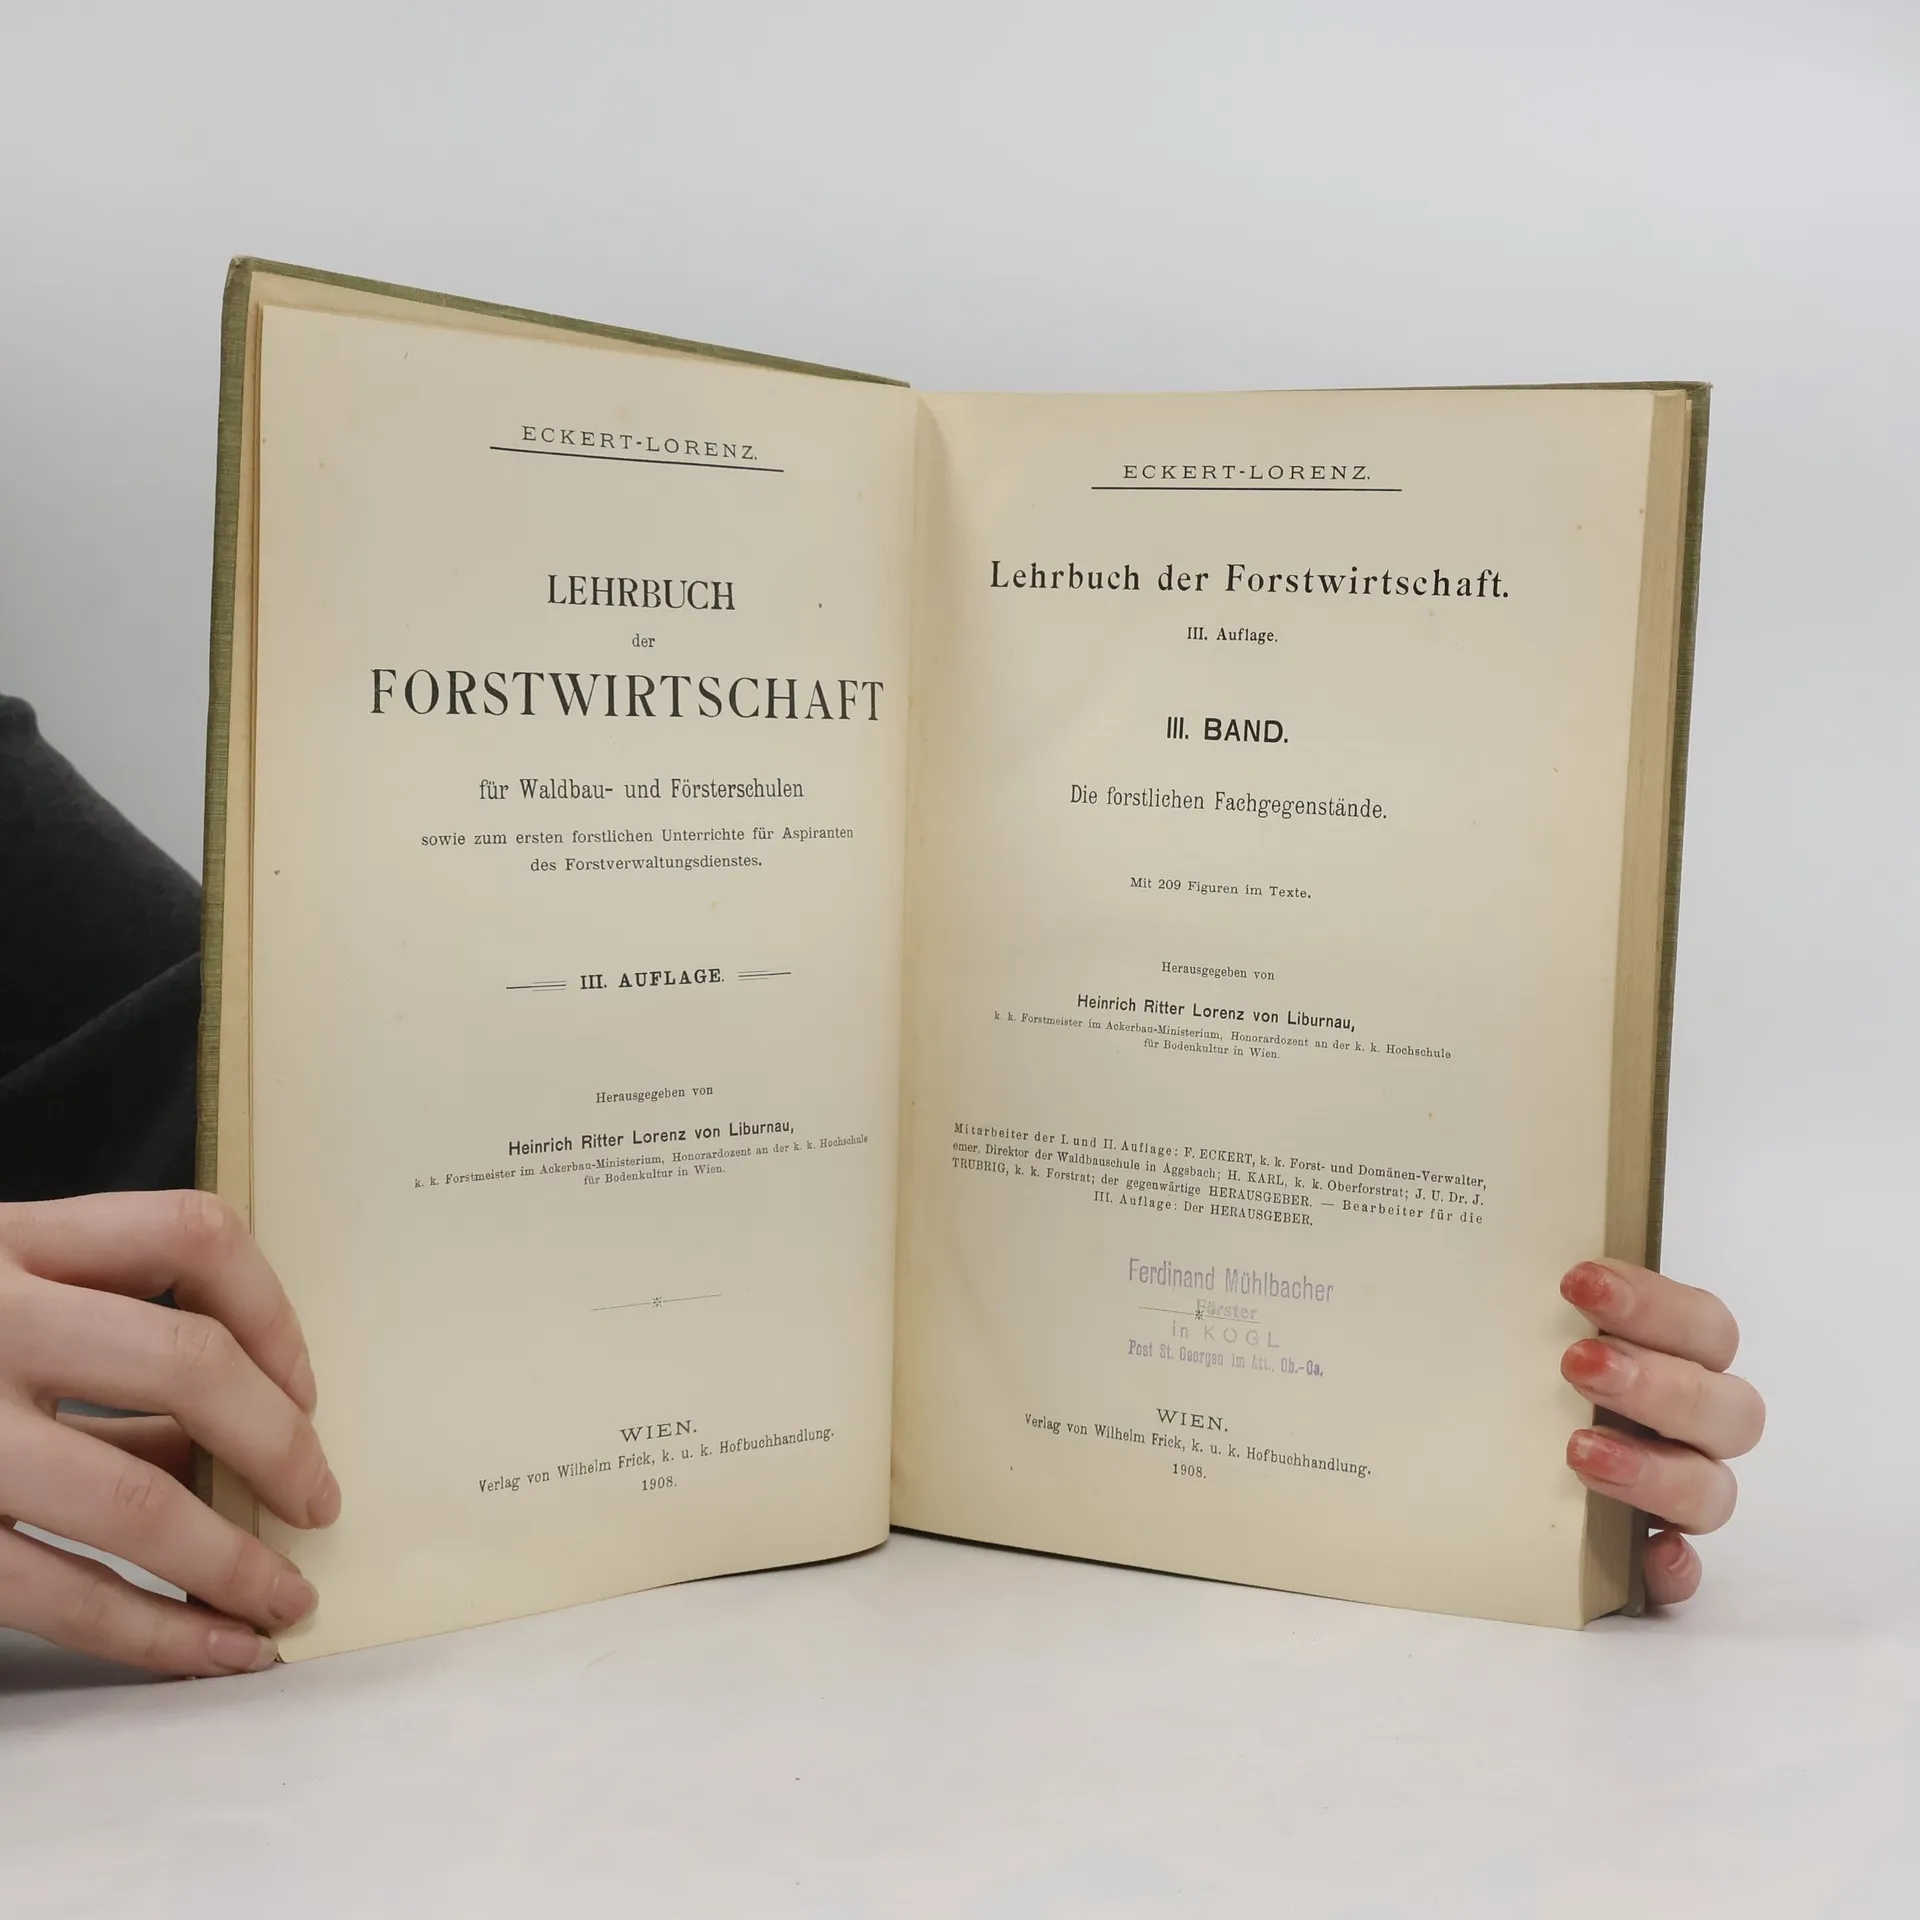 ECKERT-LORENZ.
LEHRBUCH
der
FORSTWIRTSCHAFT
für Waldbau- und Försterschulen
sowie zum ersten forstlichen Unterrichte für Aspiranten
des Forstverwaltungsdienstes.
III. AUFLAGE.
Herausgegeben von
Heinrich Ritter Lorenz von Liburnau,
k. k. Forstmeister im Ackerbau-Ministerium, Honorardozent an der k. k. Hochschule
für Bodenkultur in Wien.
WIEN.
Verlag von Wilhelm Frick, k. u. k. Hofbuchhandlung.
1908.
ECKERT-LORENZ.
Lehrbuch der Forstwirtschaft.
III. Auflage.
III. BAND.
Die forstlichen Fachgegenstände.
Mit 209 Figuren im Texte.
Herausgegeben von
Heinrich Ritter Lorenz von Liburnau,
k. k. Forstmeister im Ackerbau-Ministerium, Honorardozent an der k. k. Hochschule
für Bodenkultur in Wien.
Mitarbeiter der I. und II. Auflage: F. ECKERT, k. k. Forst- und Domänen-Verwalter,
emer. Direktor der Waldbauschule in Aggsbach; H. KARL, k. k. Oberforstrat; J. U. Dr. J.
TRUBRIG, k. k. Forstrat; der gegenwärtige HERAUSGEBER. — Bearbeiter für die
III. Auflage: Der HERAUSGEBER.
Ferdinand Mühlbacher
Förster
in KOGL
Post St. Georgen im Att., Ob.-Oe.
WIEN.
Verlag von Wilhelm Frick, k. u. k. Hofbuchhandlung.
1908.